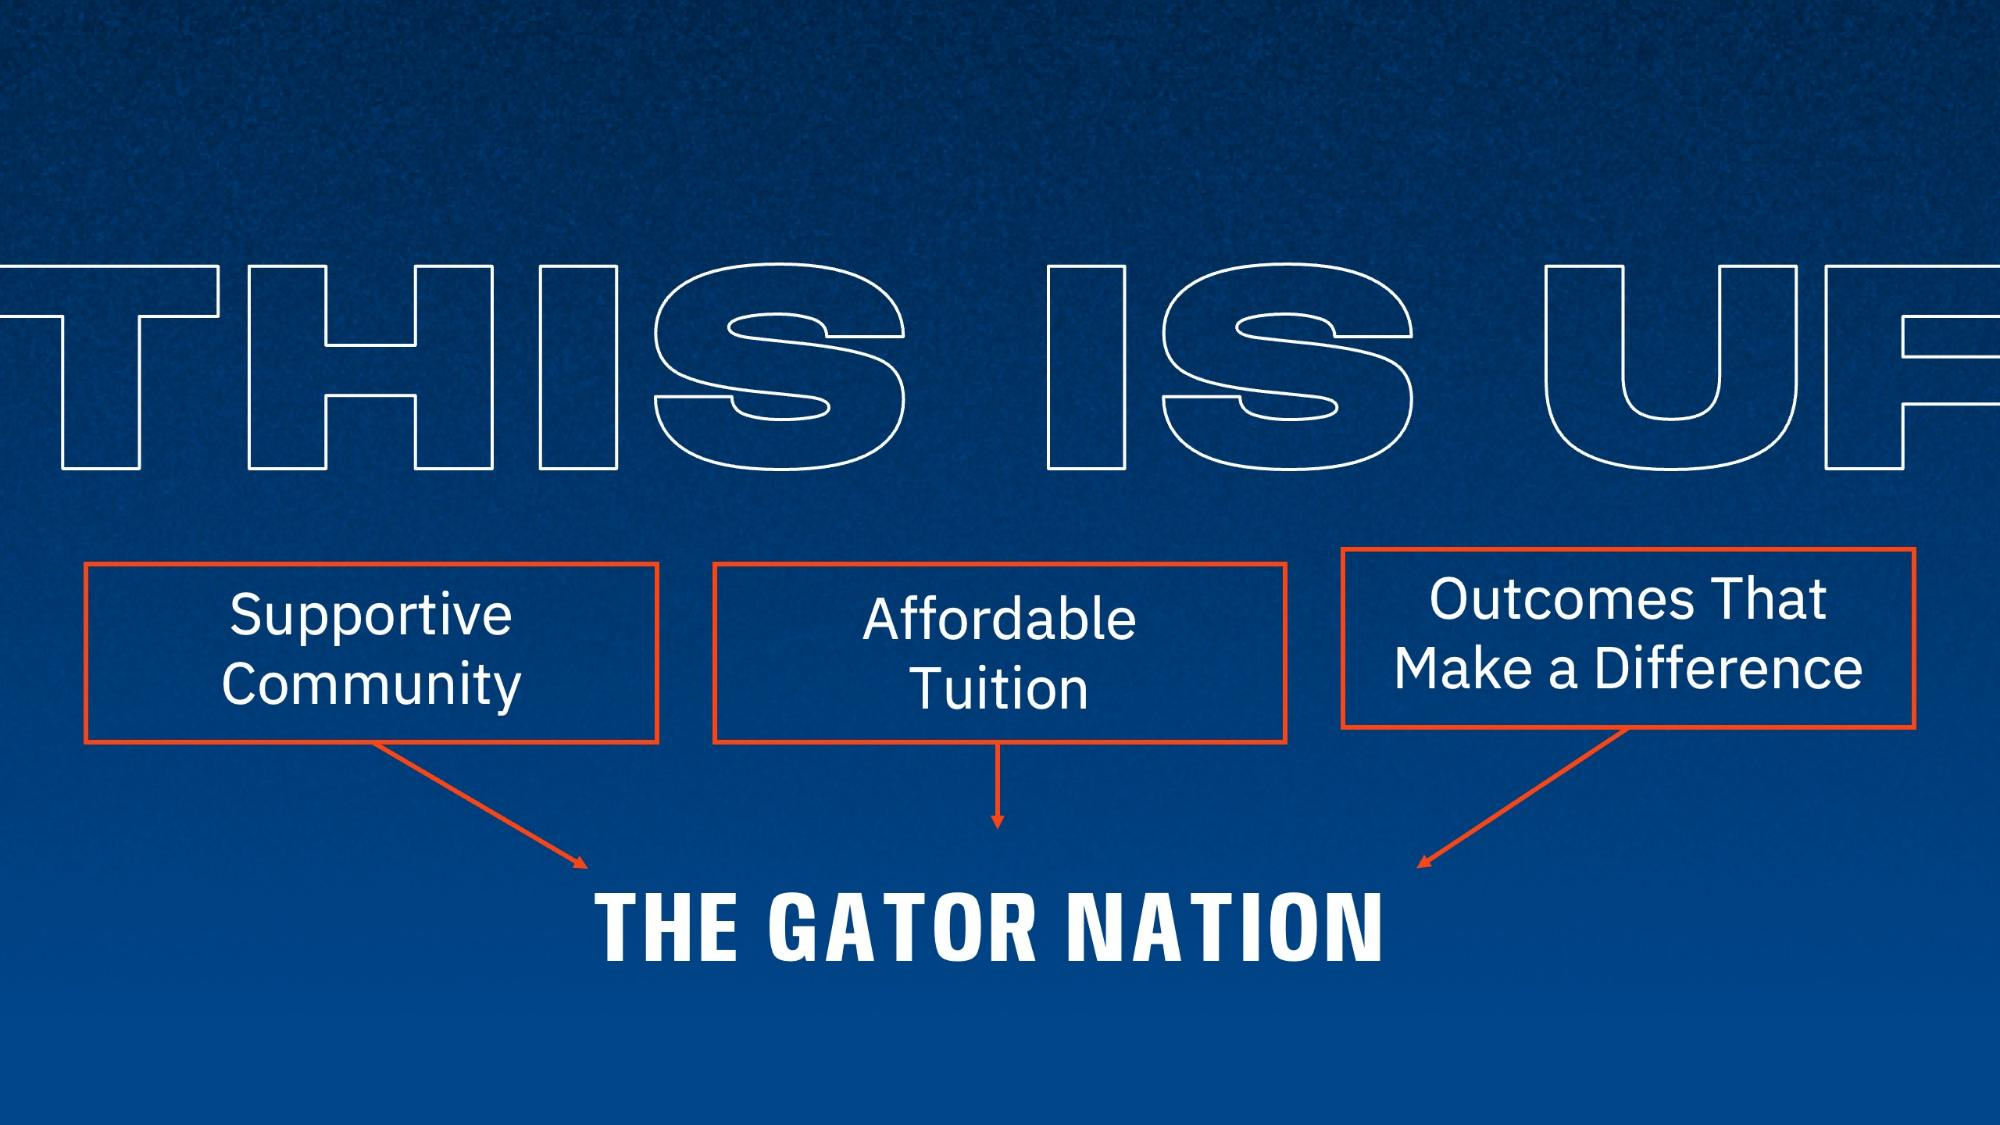 THIS IS UF
Supportive
Community
Affordable
Tuition
Outcomes That
Make a Difference
THE GATOR NATION